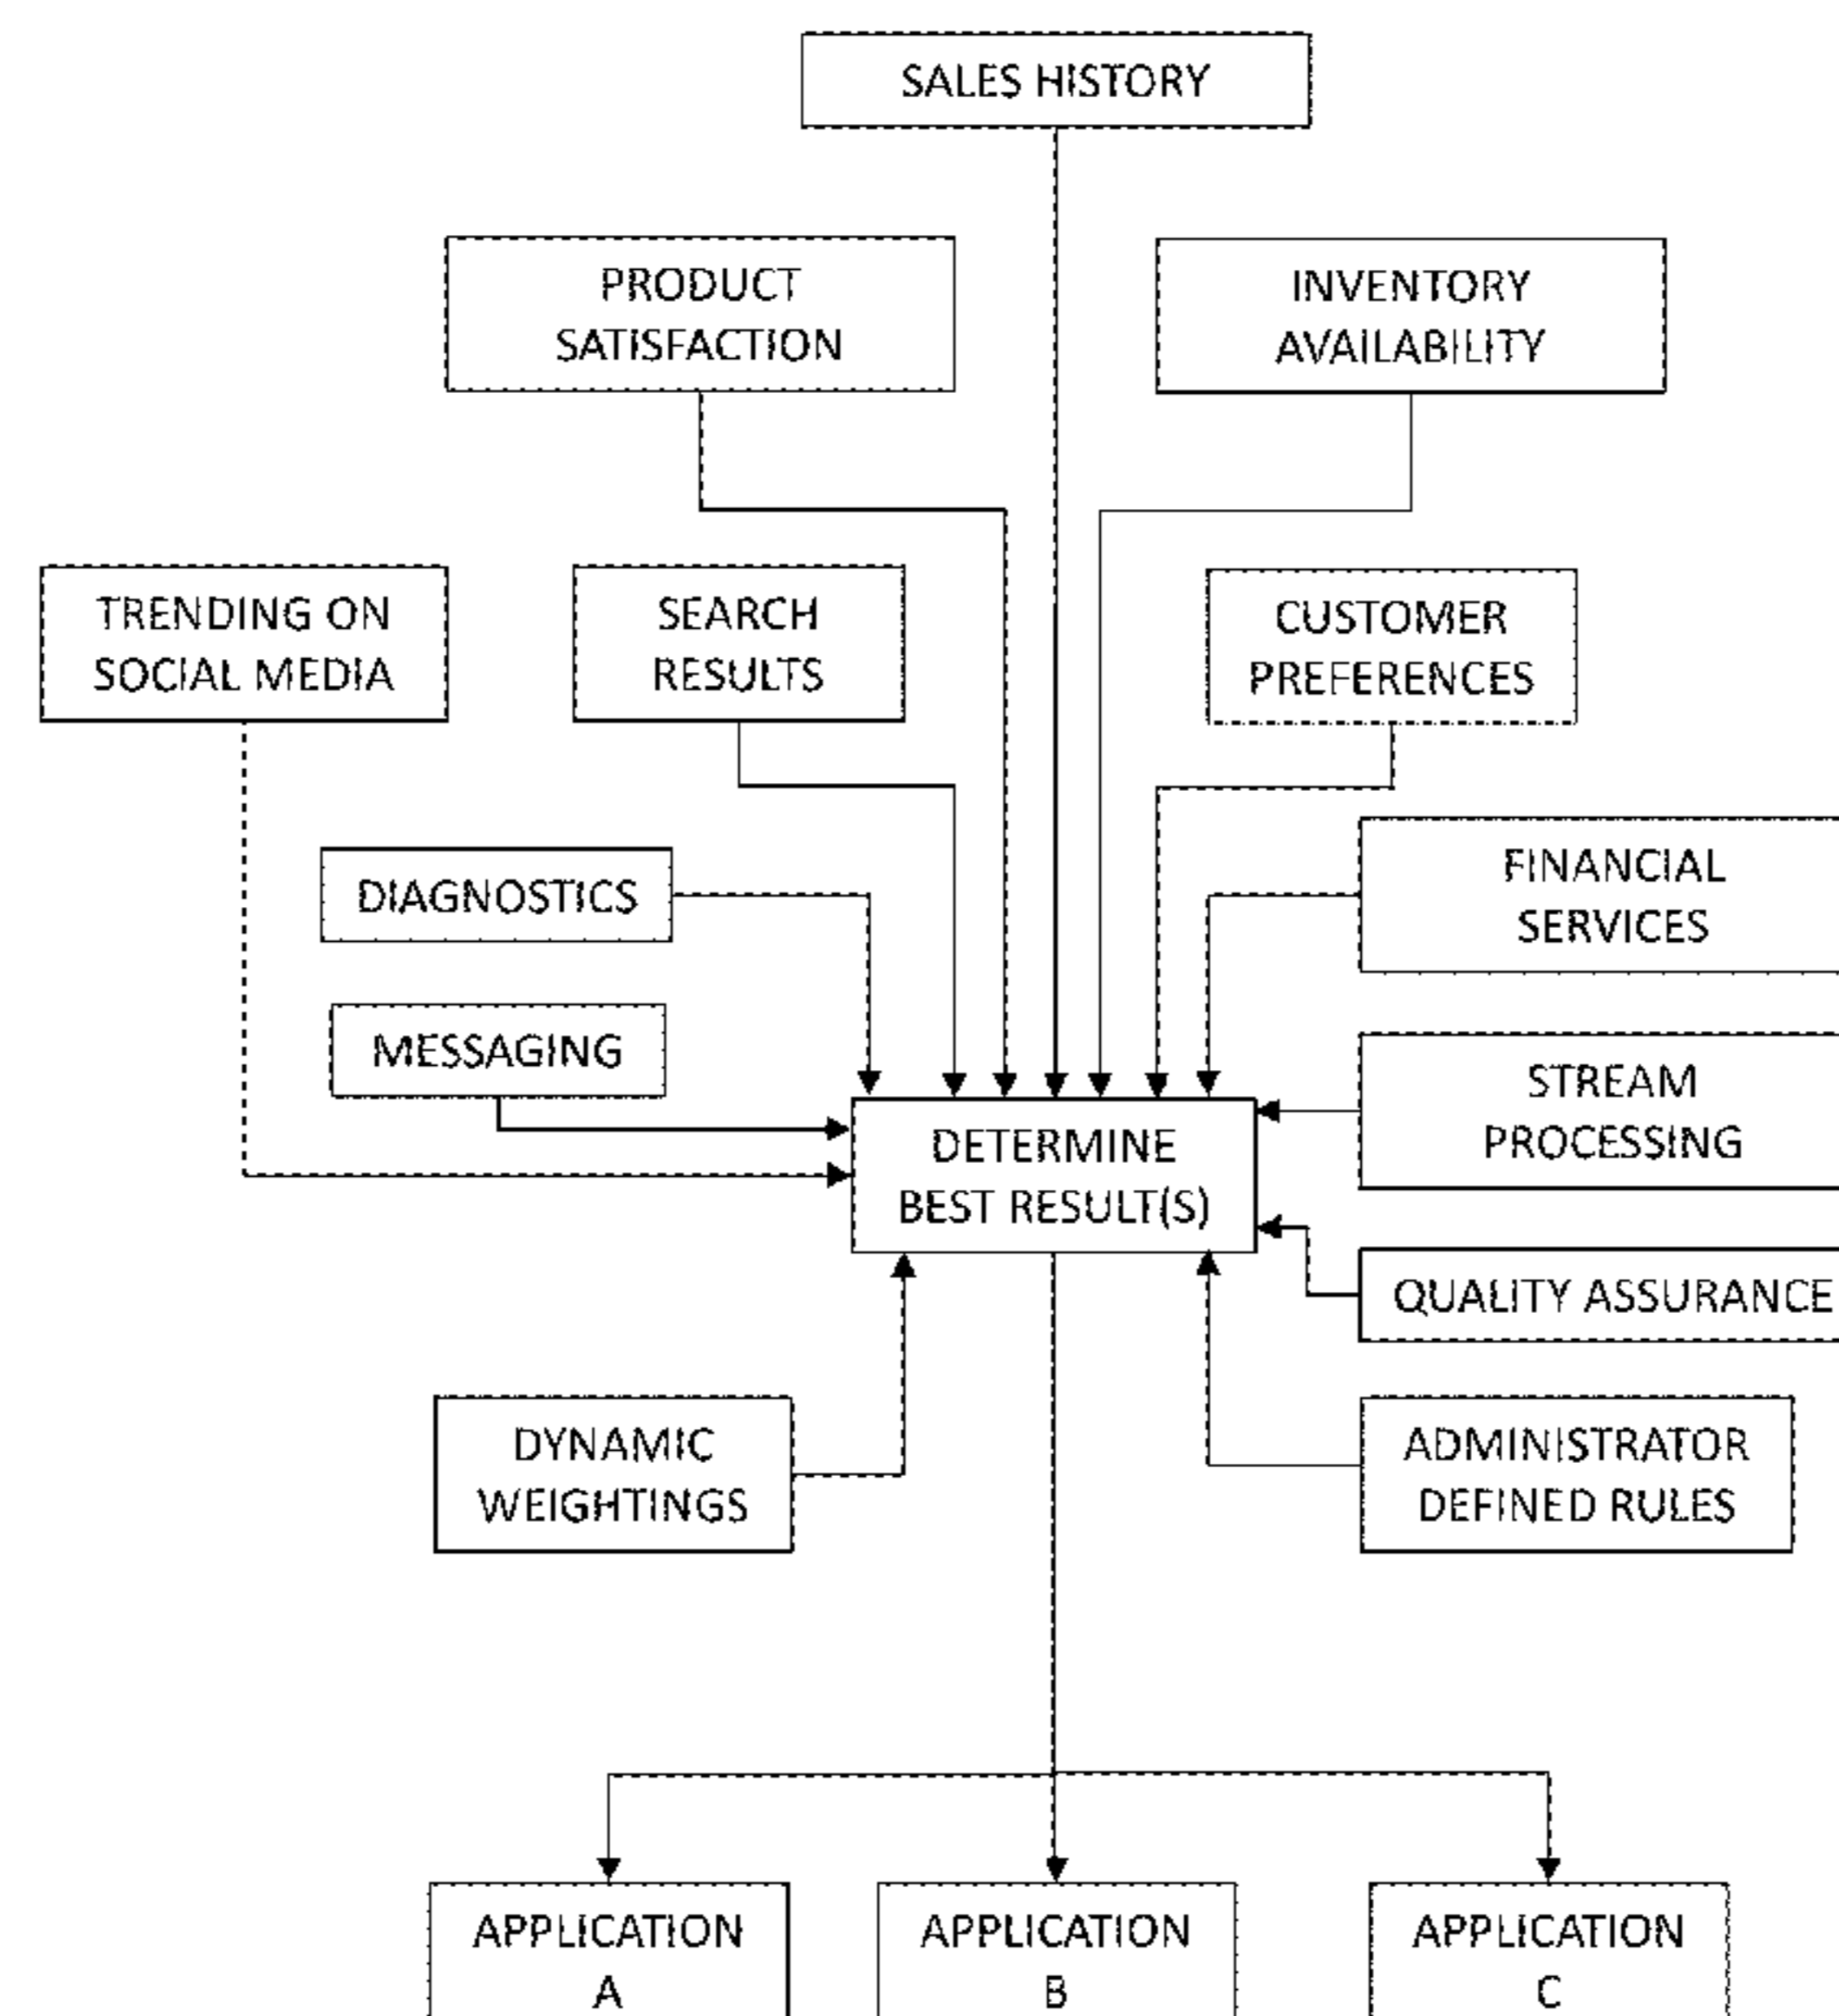 SALES HISTORY
PRODUCT
SATISFACTION
INVENTORY
AVAILABILITY
TRENDING ON
SOCIAL MEDIA
SEARCH
RESULTS
CUSTOMER
PREFERENCES
DIAGNOSTICS
FINANCIAL
SERVICES
MESSAGING
STREAM
PROCESSING
DETERMINE
BEST RESULT(S)
QUALITY ASSURANCE
DYNAMIC
WEIGHTINGS
ADMINISTRATOR
DEFINED RULES
APPLICATION
A
APPLICATION
B
APPLICATION
C